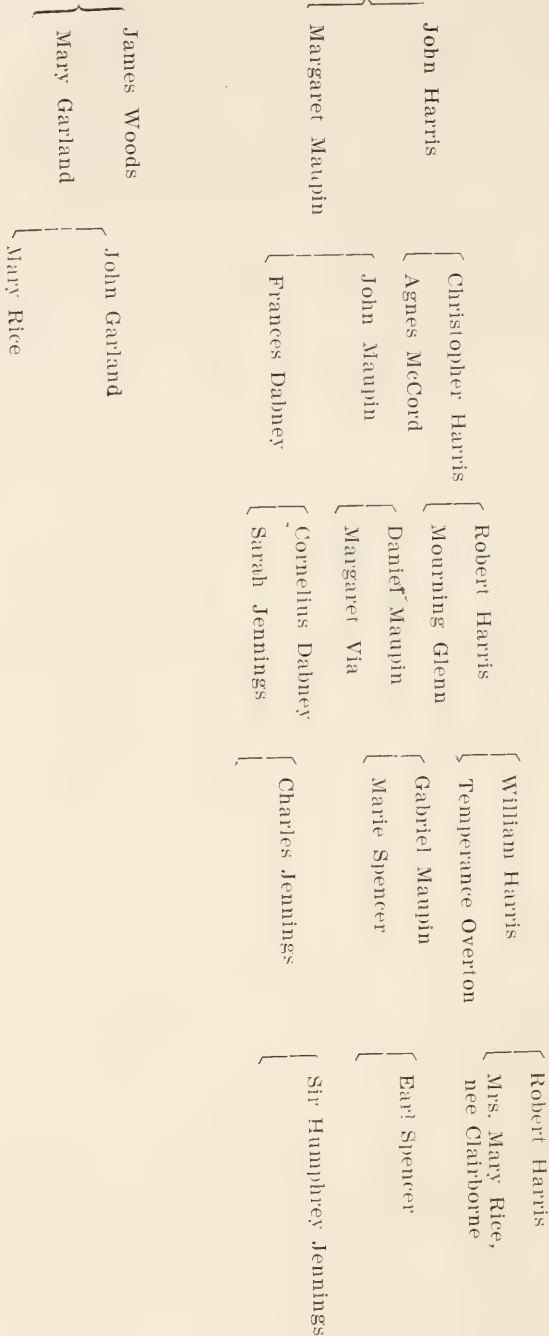 John Harris
Margaret Maupin
James Woods
Mary Garland
Christopher Harris
Agnes McCord
John Maupin
Frances Dabney
John Garland
Mary Rice
Robert Harris
Mourning Glenn
Daniel Maupin
Margaret Via
Cornelius Dabney
Sarah Jennings
William Harris
Temperance Overton
Gabriel Maupin
Marie Spencer
Charles Jennings
Robert Harris
Mrs. Mary Rice,
nee Clairborne
Earl Spencer
Sir Humphrey Jennings